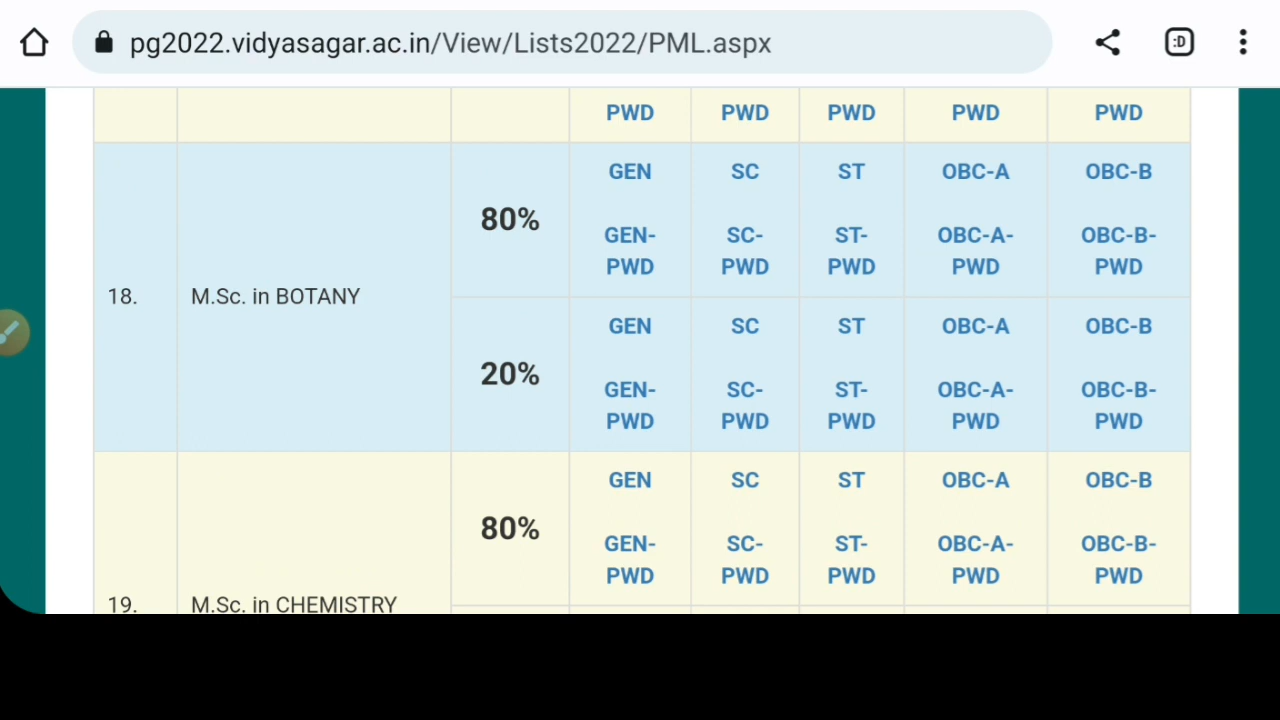 pg2022.vidyasagar.ac.in/View/Lists2022/PML.aspx :D
PWD PWD PWD PWD PWD
18. M.Sc. in BOTANY
80%
GEN SC ST OBC-A OBC-B
GEN- SC- ST- OBC-A- OBC-B-
PWD PWD PWD PWD PWD
20%
GEN SC ST OBC-A OBC-B
GEN- SC- ST- OBC-A- OBC-B-
PWD PWD PWD PWD PWD
19. M.Sc. in CHEMISTRY
80%
GEN SC ST OBC-A OBC-B
GEN- SC- ST- OBC-A- OBC-B-
PWD PWD PWD PWD PWD